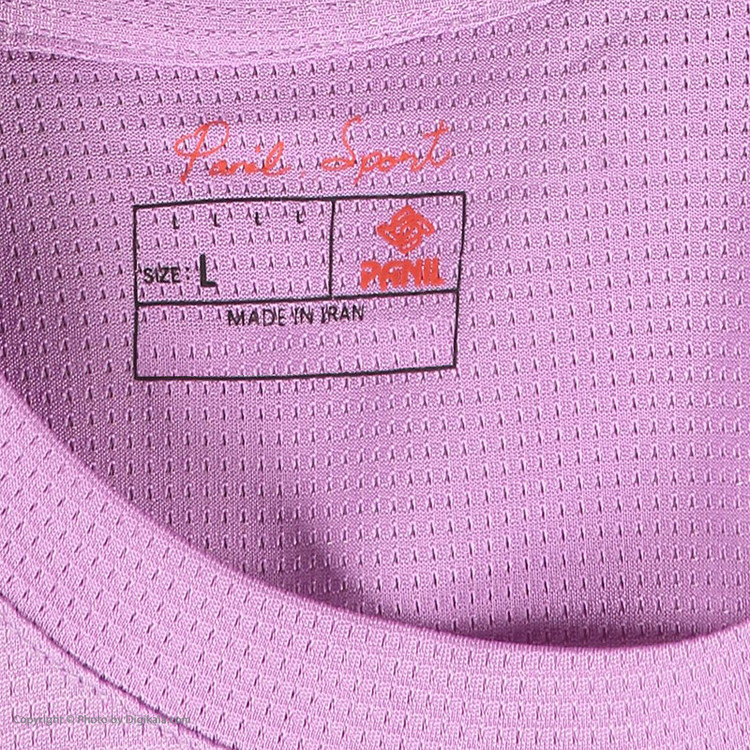 Panil Sport
L L L L
SIZE: L
PANIL
MADE IN IRAN
Copyright © Photo by Digikala.com